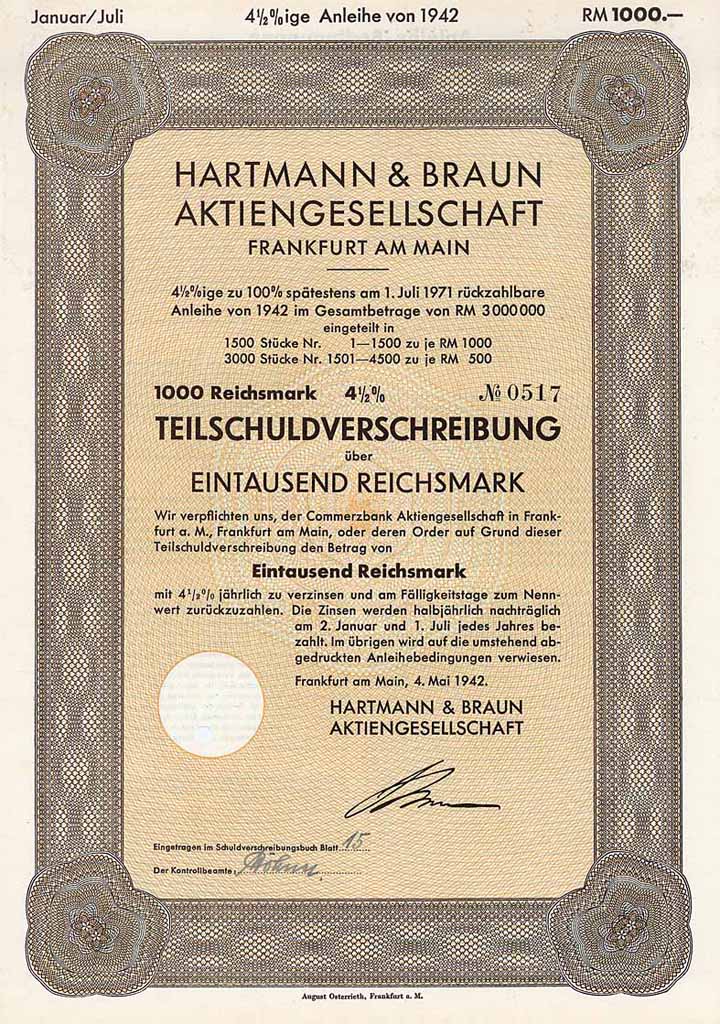 Januar/Juli 4½%ige Anleihe von 1942 RM 1000.—
HARTMANN & BRAUN
AKTIENGESELLSCHAFT
FRANKFURT AM MAIN
4½%ige zu 100% spätestens am 1. Juli 1971 rückzahlbare
Anleihe von 1942 im Gesamtbetrage von RM 3 000 000
eingeteilt in
1500 Stücke Nr. 1—1500 zu je RM 1000
3000 Stücke Nr. 1501—4500 zu je RM 500
1000 Reichsmark 4½% № 0517
TEILSCHULDVERSCHREIBUNG
über
EINTAUSEND REICHSMARK
Wir verpflichten uns, der Commerzbank Aktiengesellschaft in Frank-
furt a. M., Frankfurt am Main, oder deren Order auf Grund dieser
Teilschuldverschreibung den Betrag von
Eintausend Reichsmark
mit 4½% jährlich zu verzinsen und am Fälligkeitstage zum Nenn-
wert zurückzuzahlen. Die Zinsen werden halbjährlich nachträglich
am 2. Januar und 1. Juli jedes Jahres be-
zahlt. Im übrigen wird auf die umstehend ab-
gedruckten Anleihebedingungen verwiesen.
Frankfurt am Main, 4. Mai 1942.
HARTMANN & BRAUN
AKTIENGESELLSCHAFT
Eingetragen im Schuldverschreibungsbuch Blatt 15
Der Kontrollbeamte:
August Osterrieth, Frankfurt a. M.